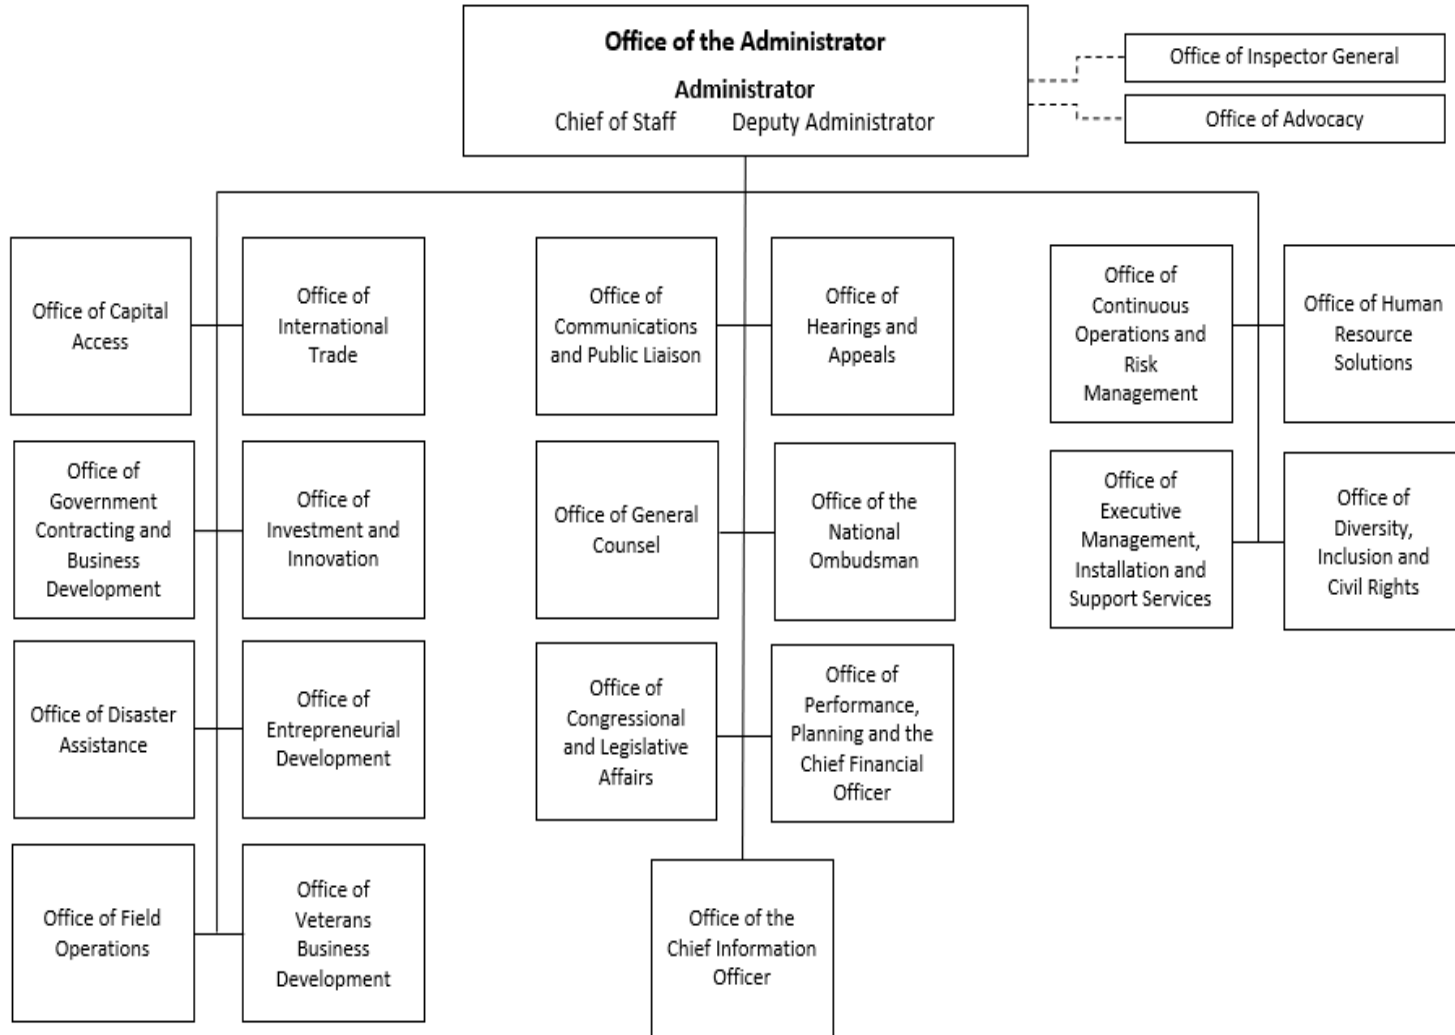 Office of the Administrator
Administrator
Chief of Staff Deputy Administrator
Office of Inspector General
Office of Advocacy
Office of Capital
Access
Office of
International
Trade
Office of
Communications
and Public Liaison
Office of
Hearings and
Appeals
Office of
Continuous
Operations and
Risk
Management
Office of Human
Resource
Solutions
Office of
Government
Contracting and
Business
Development
Office of
Investment and
Innovation
Office of General
Counsel
Office of the
National
Ombudsman
Office of
Executive
Management,
Installation and
Support Services
Office of
Diversity,
Inclusion and
Civil Rights
Office of Disaster
Assistance
Office of
Entrepreneurial
Development
Office of
Congressional
and Legislative
Affairs
Office of
Performance,
Planning and the
Chief Financial
Officer
Office of Field
Operations
Office of
Veterans
Business
Development
Office of the
Chief Information
Officer